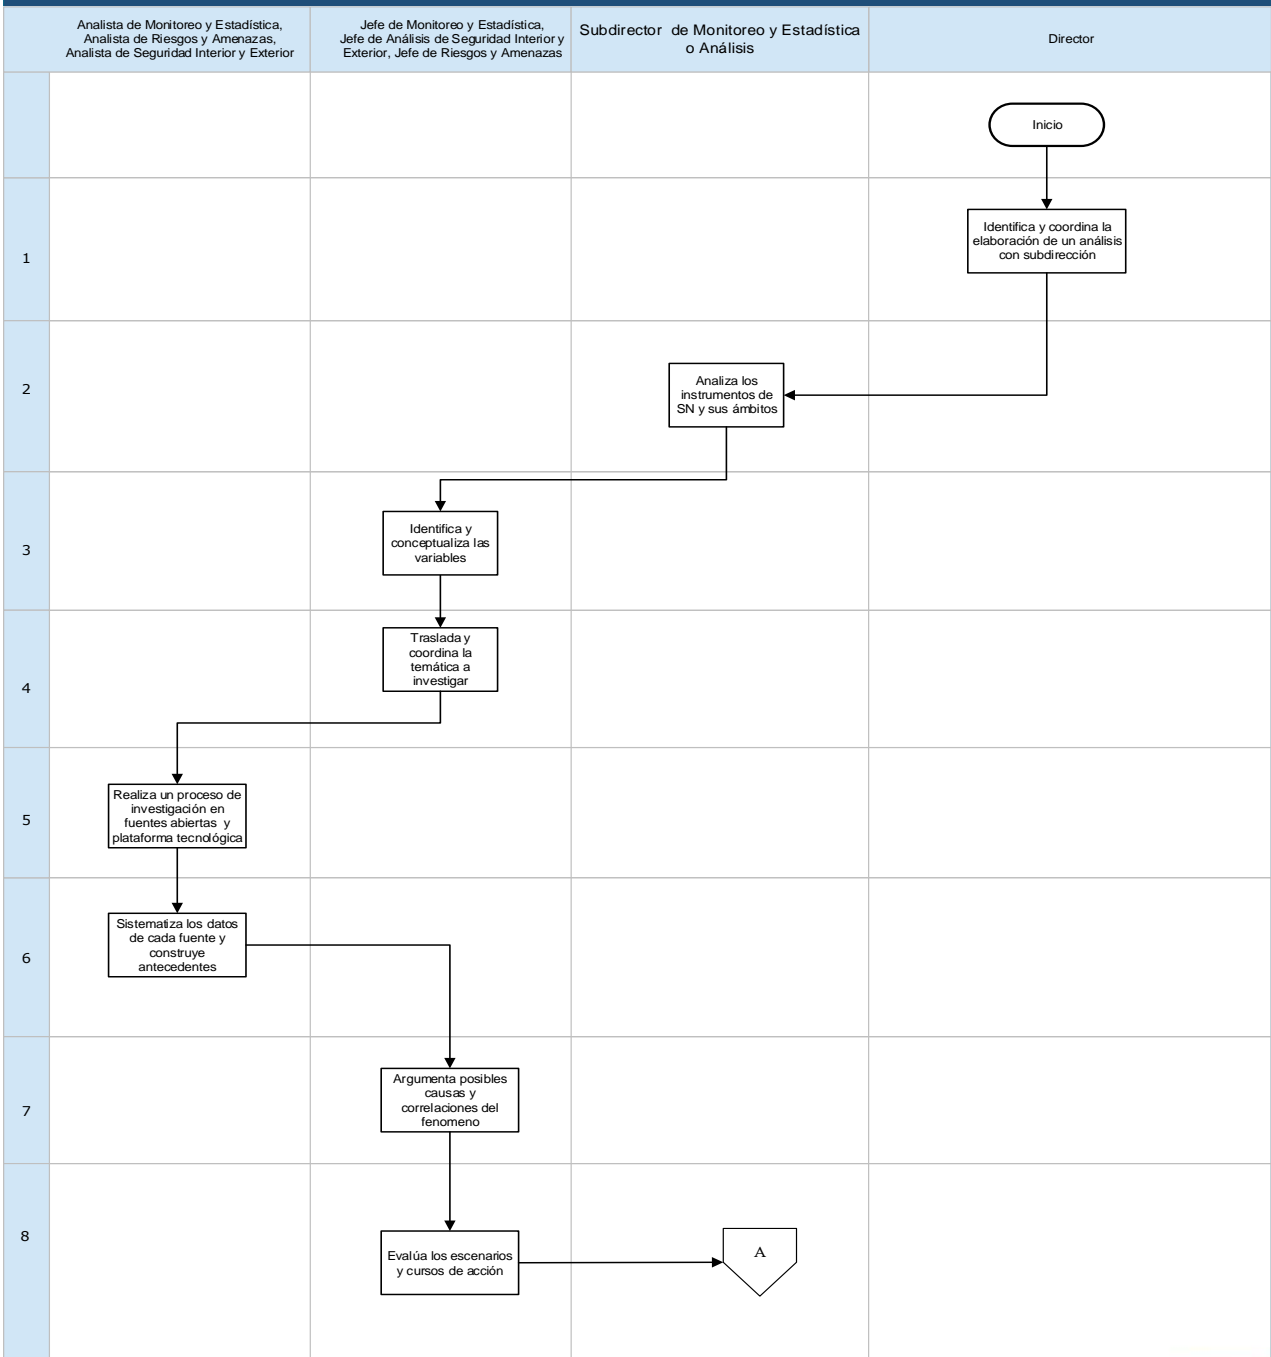 Analista de Monitoreo y Estadística,
Analista de Riesgos y Amenazas,
Analista de Seguridad Interior y Exterior
Jefe de Monitoreo y Estadística,
Jefe de Análisis de Seguridad Interior y
Exterior, Jefe de Riesgos y Amenazas
Subdirector de Monitoreo y Estadística
o Análisis
Director
Inicio
1
Identifica y coordina la
elaboración de un análisis
con subdirección
2
Analiza los
instrumentos de
SN y sus ámbitos
3
Identifica y
conceptualiza las
variables
4
Traslada y
coordina la
temática a
investigar
5
Realiza un proceso de
investigación en
fuentes abiertas y
plataforma tecnológica
6
Sistematiza los datos
de cada fuente y
construye
antecedentes
7
Argumenta posibles
causas y
correlaciones del
fenomeno
8
Evalúa los escenarios
y cursos de acción
A